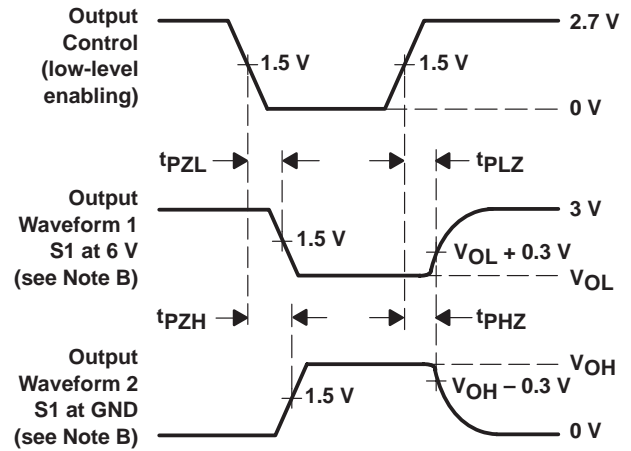 Output
Control
(low-level
enabling)
1.5 V
1.5 V
2.7 V
0 V
tPZL
tPLZ
Output
Waveform 1
S1 at 6 V
(see Note B)
1.5 V
3 V
VOL + 0.3 V
VOL
tPZH
tPHZ
Output
Waveform 2
S1 at GND
(see Note B)
1.5 V
VOH
VOH – 0.3 V
0 V